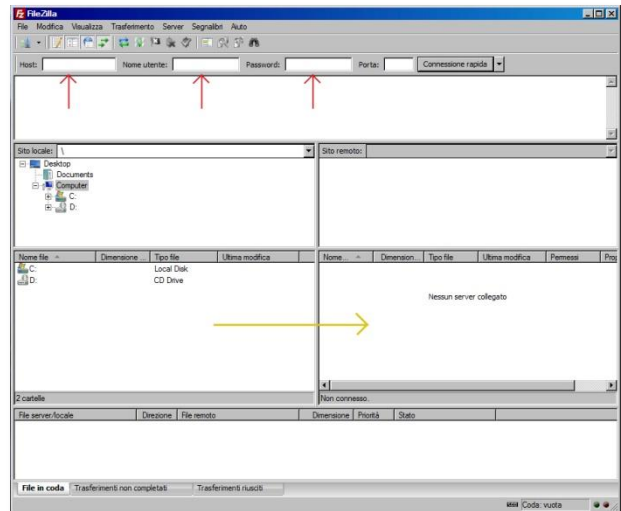 FileZilla
File Modifica Visualizza Trasferimento Server Segnalibri Aiuto
Host: Nome utente: Password: Porta: Connessione rapida
Sito locale: \
Sito remoto:
Desktop
Documents
Computer
C:
D:
Nome file Dimensione ... Tipo file Ultima modifica
C: Local Disk
D: CD Drive
2 cartelle
Nome... Dimension... Tipo file Ultima modifica Permessi Prop
Nessun server collegato
Non connesso.
File server/locale Direzione File remoto Dimensione Priorità Stato
File in coda Trasferimenti non completati Trasferimenti riusciti
Coda: vuota